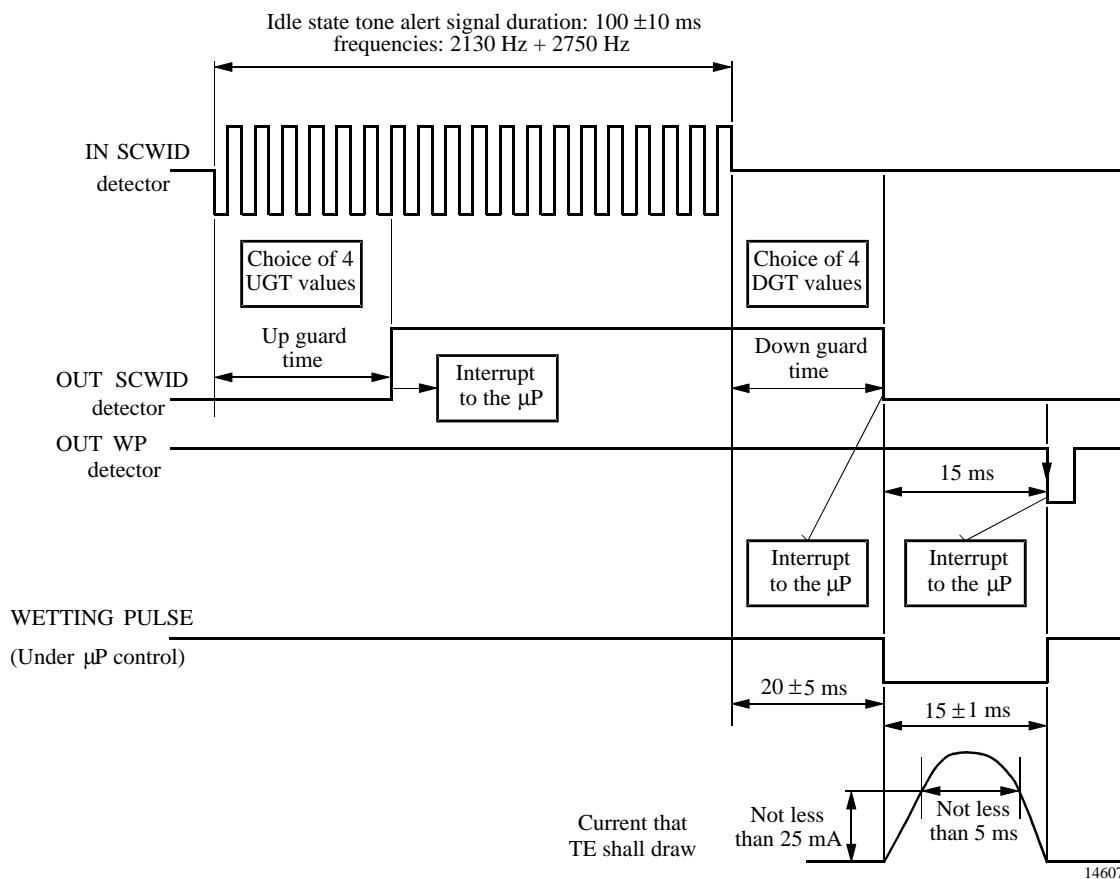 Idle state tone alert signal duration: 100 ±10 ms
frequencies: 2130 Hz + 2750 Hz
IN SCWID
detector
Choice of 4
UGT values
Choice of 4
DGT values
Up guard
time
Down guard
time
OUT SCWID
detector
Interrupt
to the µP
OUT WP
detector
15 ms
Interrupt
to the µP
Interrupt
to the µP
WETTING PULSE
(Under µP control)
20 ±5 ms
15 ±1 ms
Current that
TE shall draw
Not less
than 25 mA
Not less
than 5 ms
14607